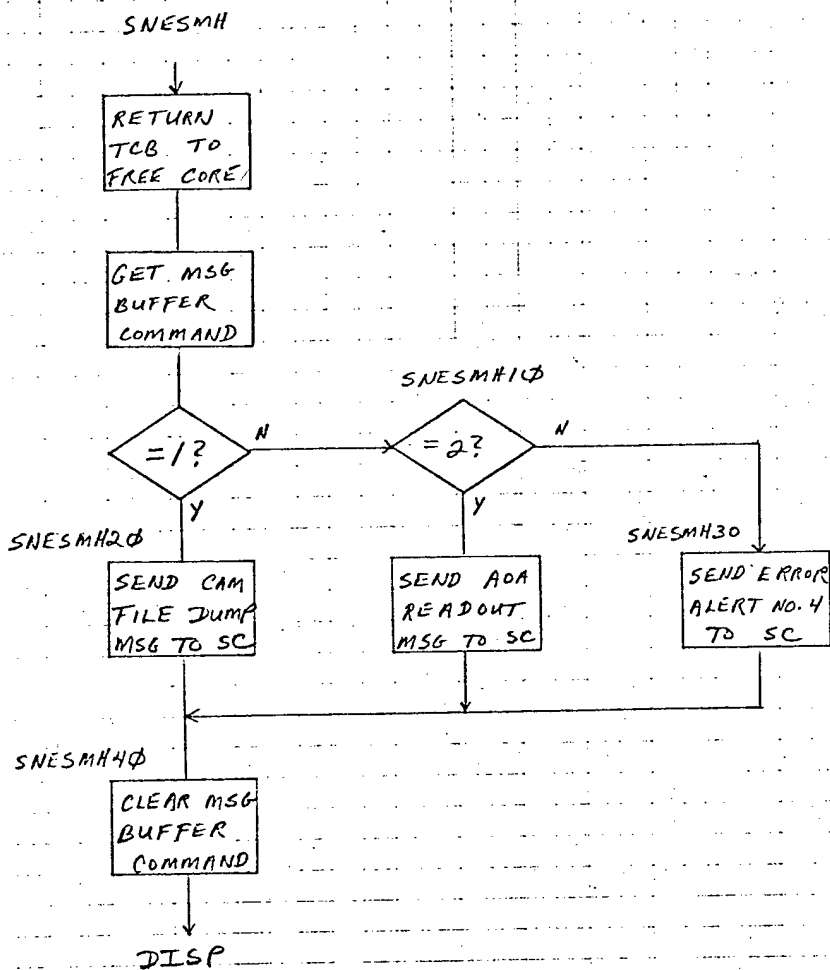 SNESMH
RETURN
TCB TO
FREE CORE
GET MSG
BUFFER
COMMAND
SNESMH1Ø
=1?
N
=2?
N
Y
Y
SNESMH2Ø
SNESMH30
SEND CAM
FILE DUMP
MSG TO SC
SEND AOA
READOUT
MSG TO SC
SEND ERROR
ALERT NO. 4
TO SC
SNESMH4Ø
CLEAR MSG
BUFFER
COMMAND
DISP